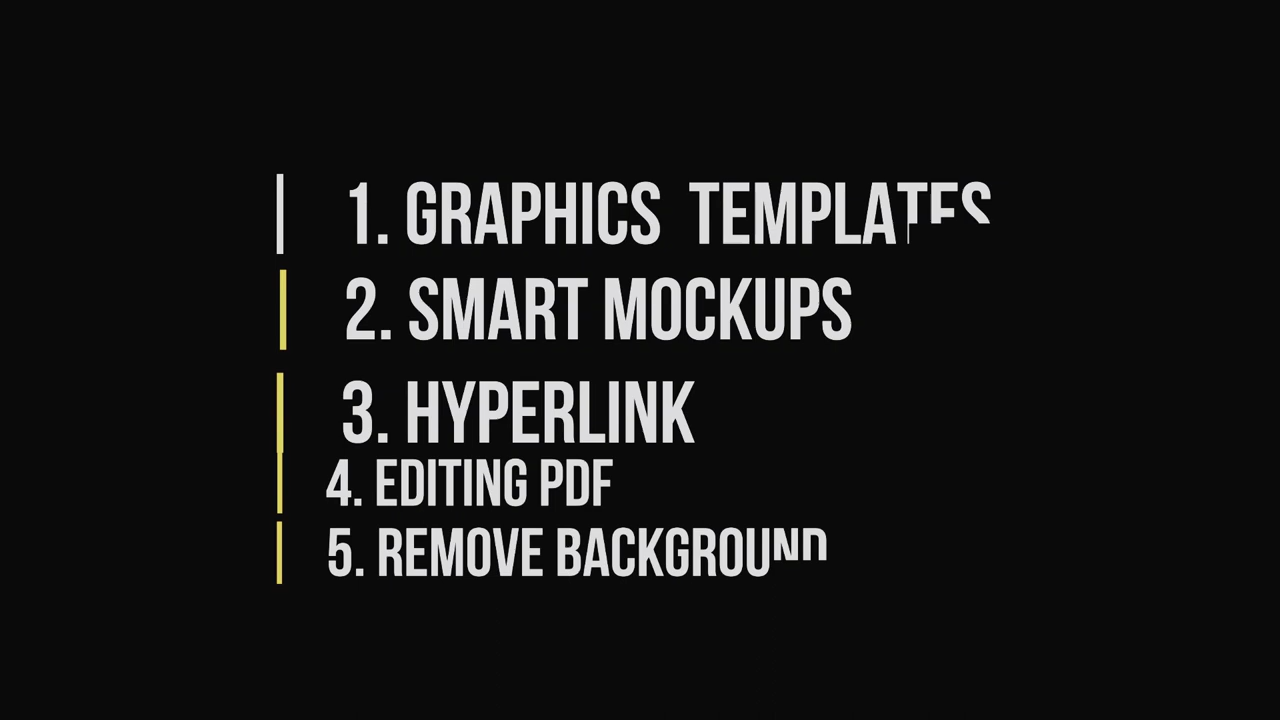 1. GRAPHICS TEMPLATES
2. SMART MOCKUPS
3. HYPERLINK
4. EDITING PDF
5. REMOVE BACKGROUND